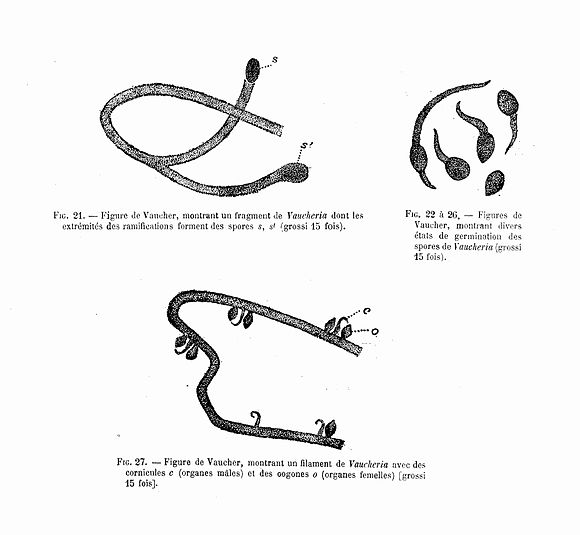 s
s'
Fig. 21. — Figure de Vaucher, montrant un fragment de Vaucheria dont les
extrémités des ramifications forment des spores s, s' (grossi 15 fois).
Fig. 22 à 26. — Figures de
Vaucher, montrant divers
états de germination des
spores de Vaucheria (grossi
15 fois).
c
o
Fig. 27. — Figure de Vaucher, montrant un filament de Vaucheria avec des
cornicules c (organes mâles) et des oogones o (organes femelles) [grossi
15 fois].